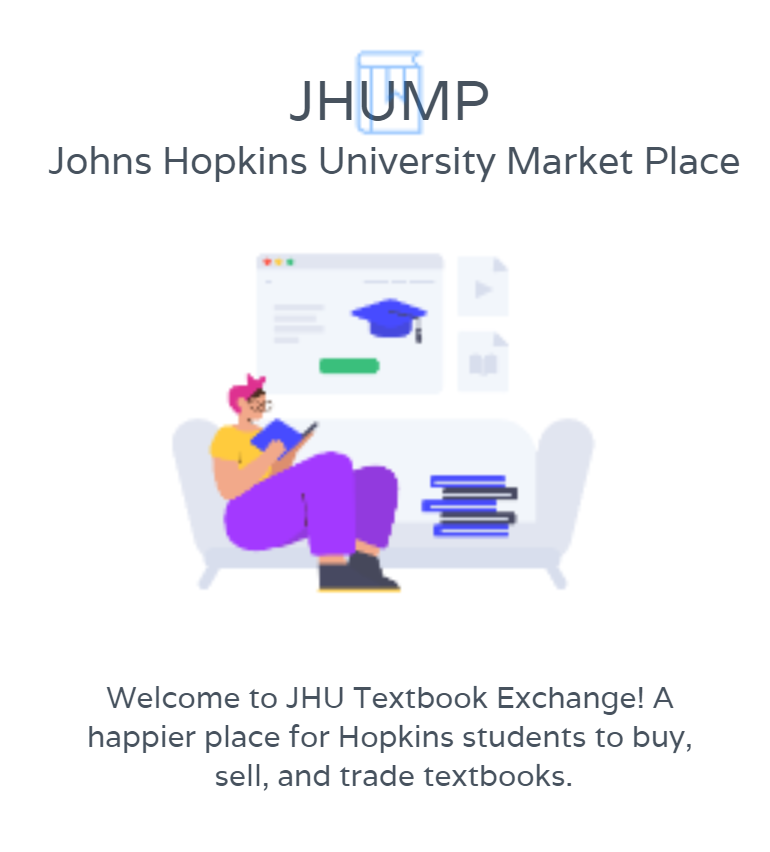 JHUMP
Johns Hopkins University Market Place
Welcome to JHU Textbook Exchange! A
happier place for Hopkins students to buy,
sell, and trade textbooks.